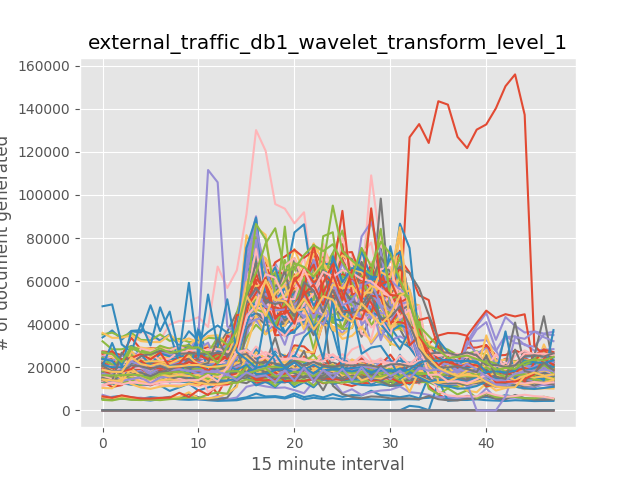 external_traffic_db1_wavelet_transform_level_1
160000
140000
120000
100000
80000
60000
40000
20000
0
# of document generated
0 10 20 30 40
15 minute interval